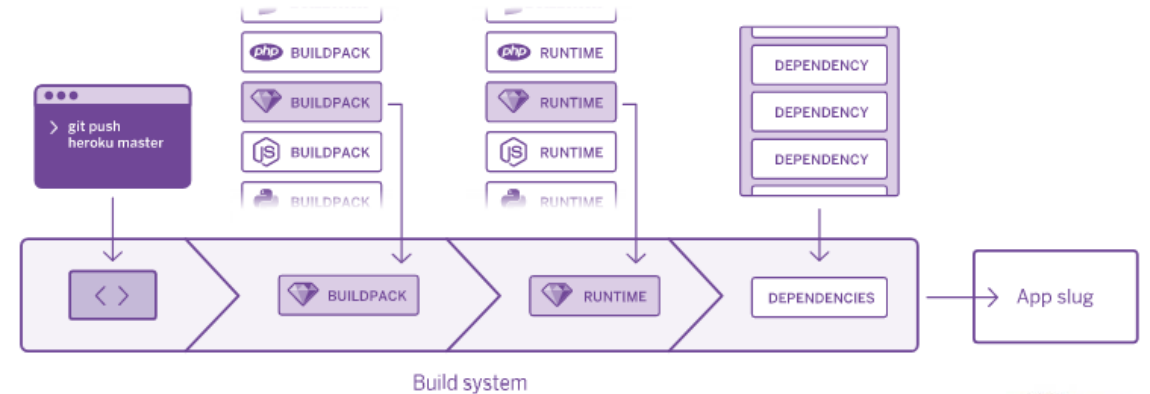 php BUILDPACK
BUILDPACK
JS BUILDPACK
BUILDPACK
php RUNTIME
RUNTIME
JS RUNTIME
RUNTIME
DEPENDENCY
DEPENDENCY
DEPENDENCY
> git push
heroku master
< >
BUILDPACK
RUNTIME
DEPENDENCIES
App slug
Build system